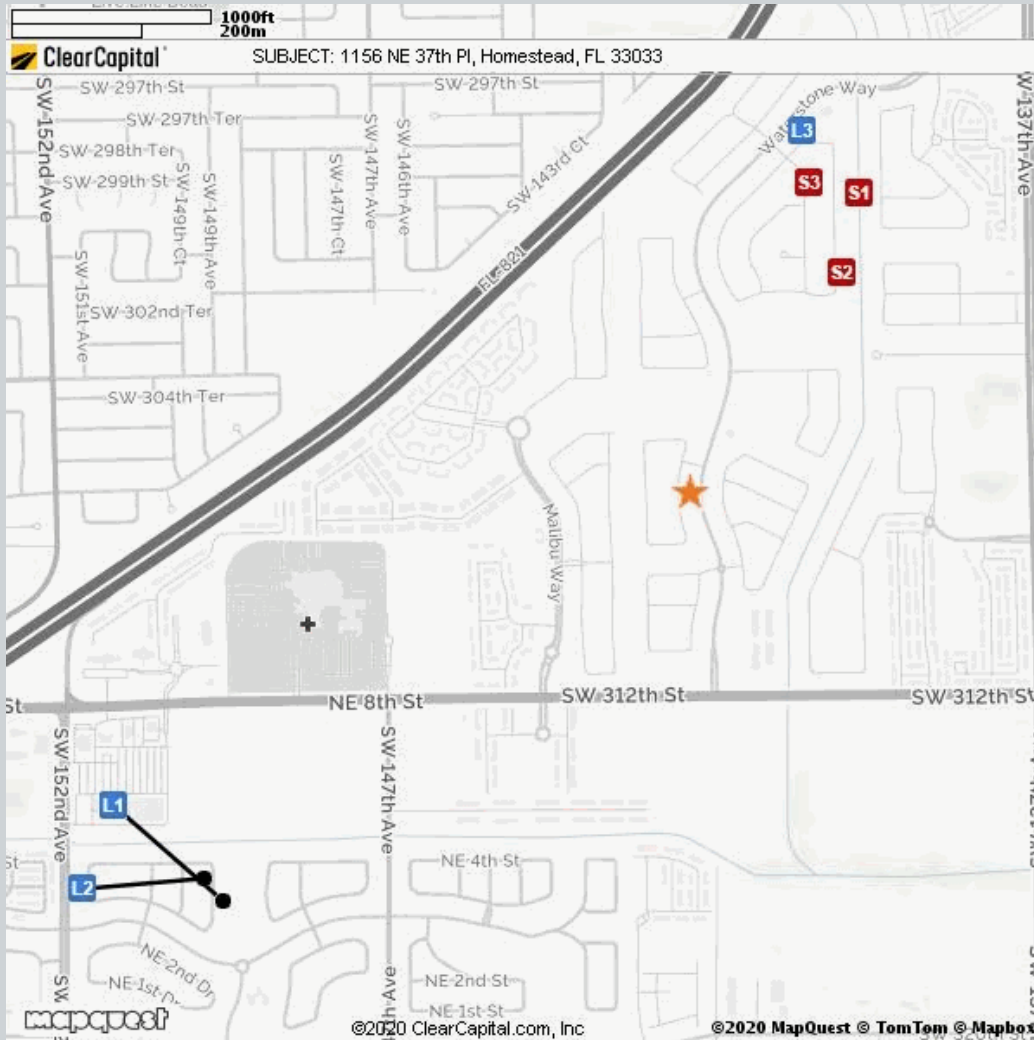 1000ft
200m
ClearCapital
SUBJECT: 1156 NE 37th Pl, Homestead, FL 33033
SW 297th St
SW 297th St
Waterstone Way
SW-152nd Ave
SW 297th Ter
SW-147th Ave
SW-146th Ave
L3
W-137th Ave
SW 298th Ter
SW 299th St
SW-149th Ct
SW-149th Ave
SW-147th Ct
SW-143rd Ct
S3
S1
SW-151st Ave
FL-821
S2
SW 302nd Ter
SW 304th Ter
Malibu Way
St
NE 8th St
SW 312th St
SW 312th St
SW 152nd Ave
SW-147th Ave
L1
St
NE 4th St
L2
NE-2nd Dr
NE-1st Dr
NE 2nd St
NE 1st St
SW
Ave
mapquest
©2020 ClearCapital.com, Inc
©2020 MapQuest © TomTom © Mapbox